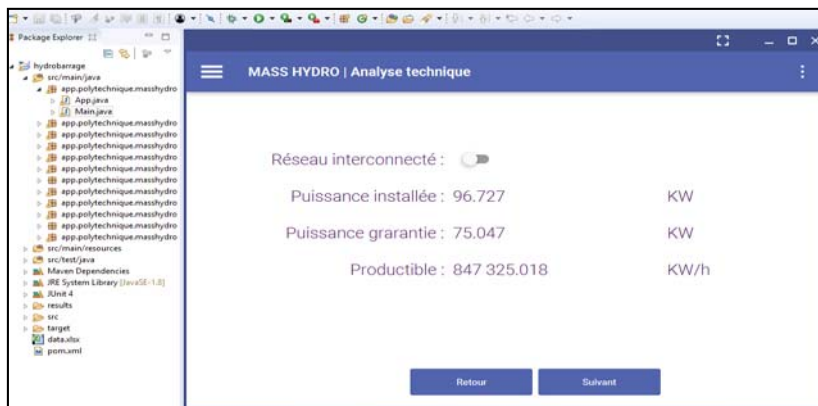 Package Explorer
hydrobarrage
src/main/java
app.polytechnique.masshydro
App.java
Main.java
app.polytechnique.masshydro
app.polytechnique.masshydro
app.polytechnique.masshydro
app.polytechnique.masshydro
app.polytechnique.masshydro
app.polytechnique.masshydro
app.polytechnique.masshydro
app.polytechnique.masshydro
app.polytechnique.masshydro
app.polytechnique.masshydro
app.polytechnique.masshydro
src/main/resources
src/test/java
Maven Dependencies
JRE System Library [JavaSE-1.8]
JUnit 4
results
src
target
data.xlsx
pom.xml
MASS HYDRO | Analyse technique
Réseau interconnecté :
Puissance installée : 96.727 KW
Puissance grarantie : 75.047 KW
Productible : 847 325.018 KW/h
Retour Suivant